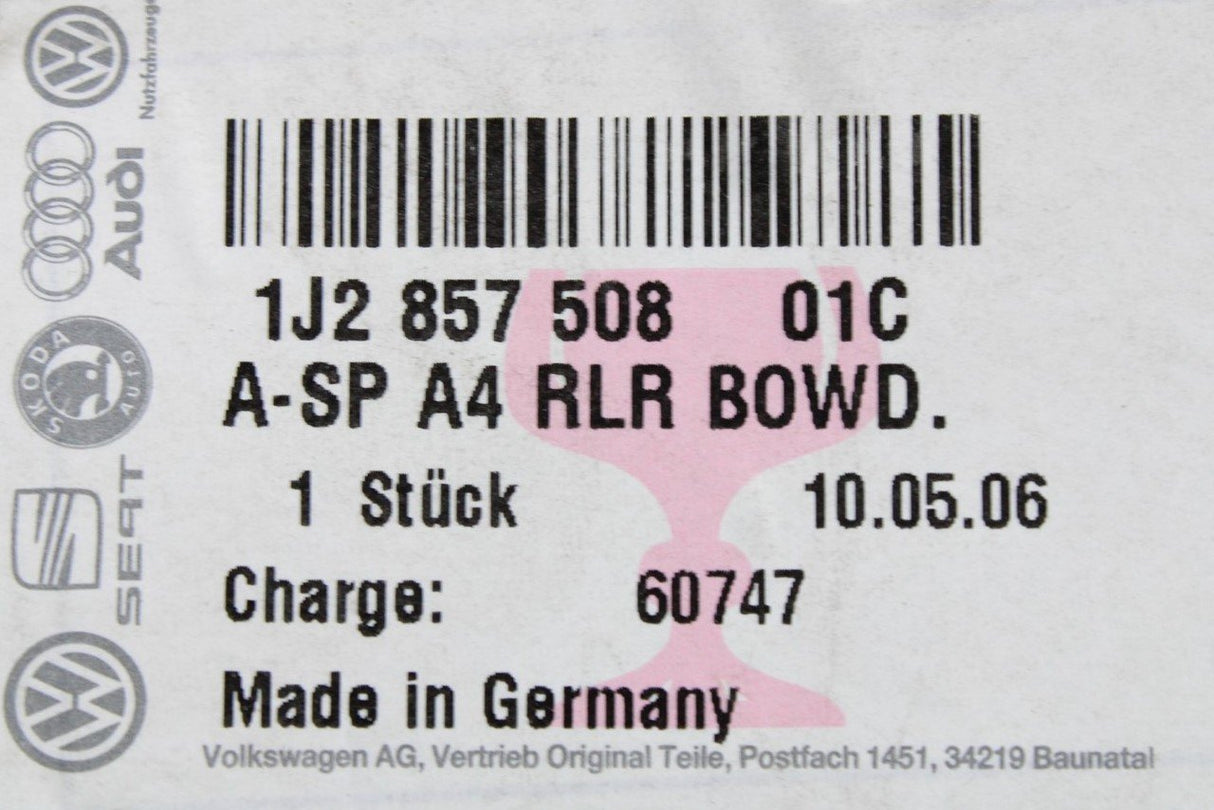 Nutzfahrzeuge
Audi
SKODA
AUTO
SEAT
1J2 857 508 01C
A-SP A4 RLR BOWD.
1 Stück 10.05.06
Charge: 60747
Made in Germany
Volkswagen AG, Vertrieb Original Teile, Postfach 1451, 34219 Baunatal